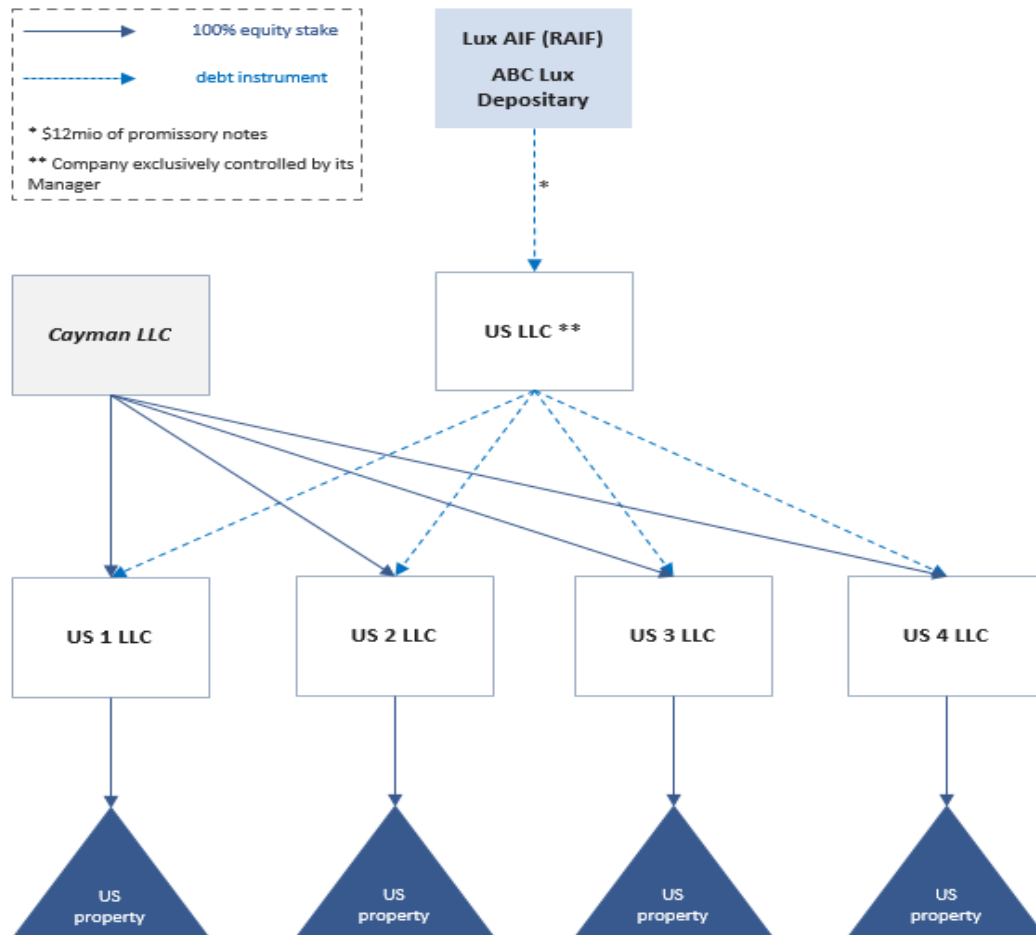 100% equity stake
debt instrument
* $12mio of promissory notes
** Company exclusively controlled by its
Manager
Lux AIF (RAIF)
ABC Lux
Depositary
*
Cayman LLC
US LLC **
US 1 LLC
US 2 LLC
US 3 LLC
US 4 LLC
US
property
US
property
US
property
US
property